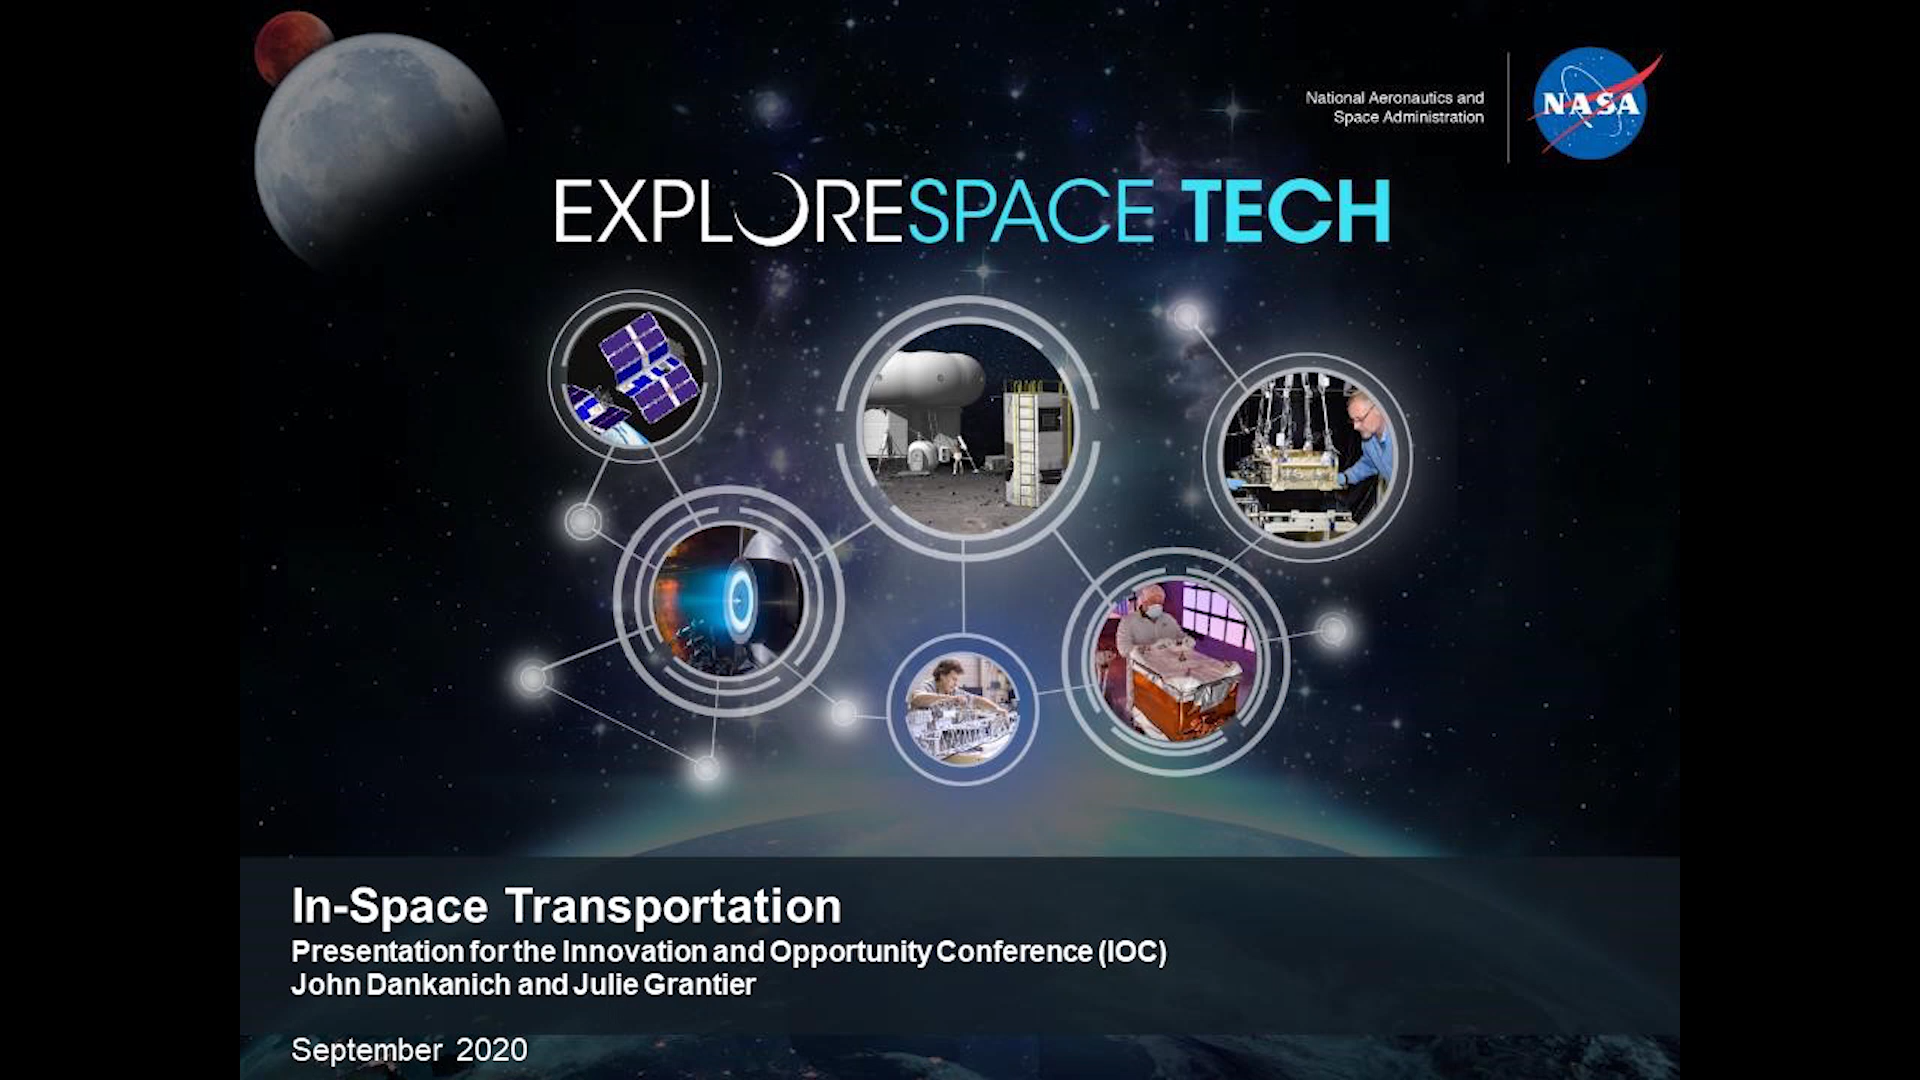 National Aeronautics and
Space Administration
NASA
EXPLORESPACE TECH
In-Space Transportation
Presentation for the Innovation and Opportunity Conference (IOC)
John Dankanich and Julie Grantier
September 2020